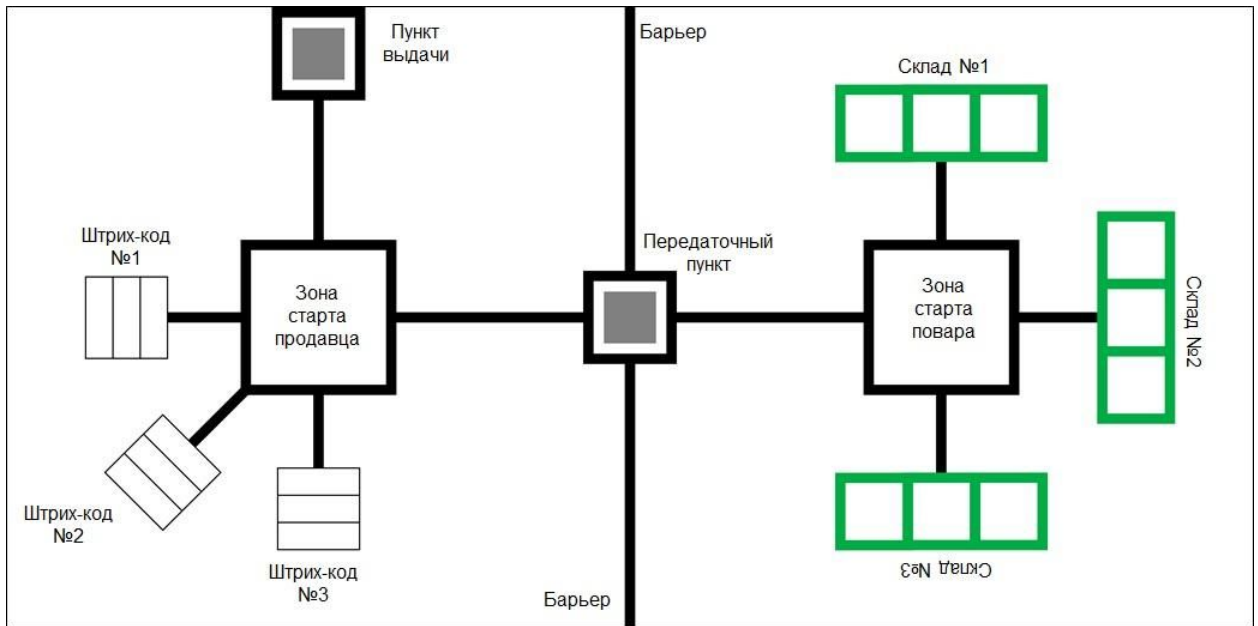 Пункт
выдачи
Барьер
Склад №1
Штрих-код
№1
Зона
старта
продавца
Передаточный
пункт
Зона
старта
повара
Склад №2
Штрих-код
№2
Штрих-код
№3
Барьер
Склад №3